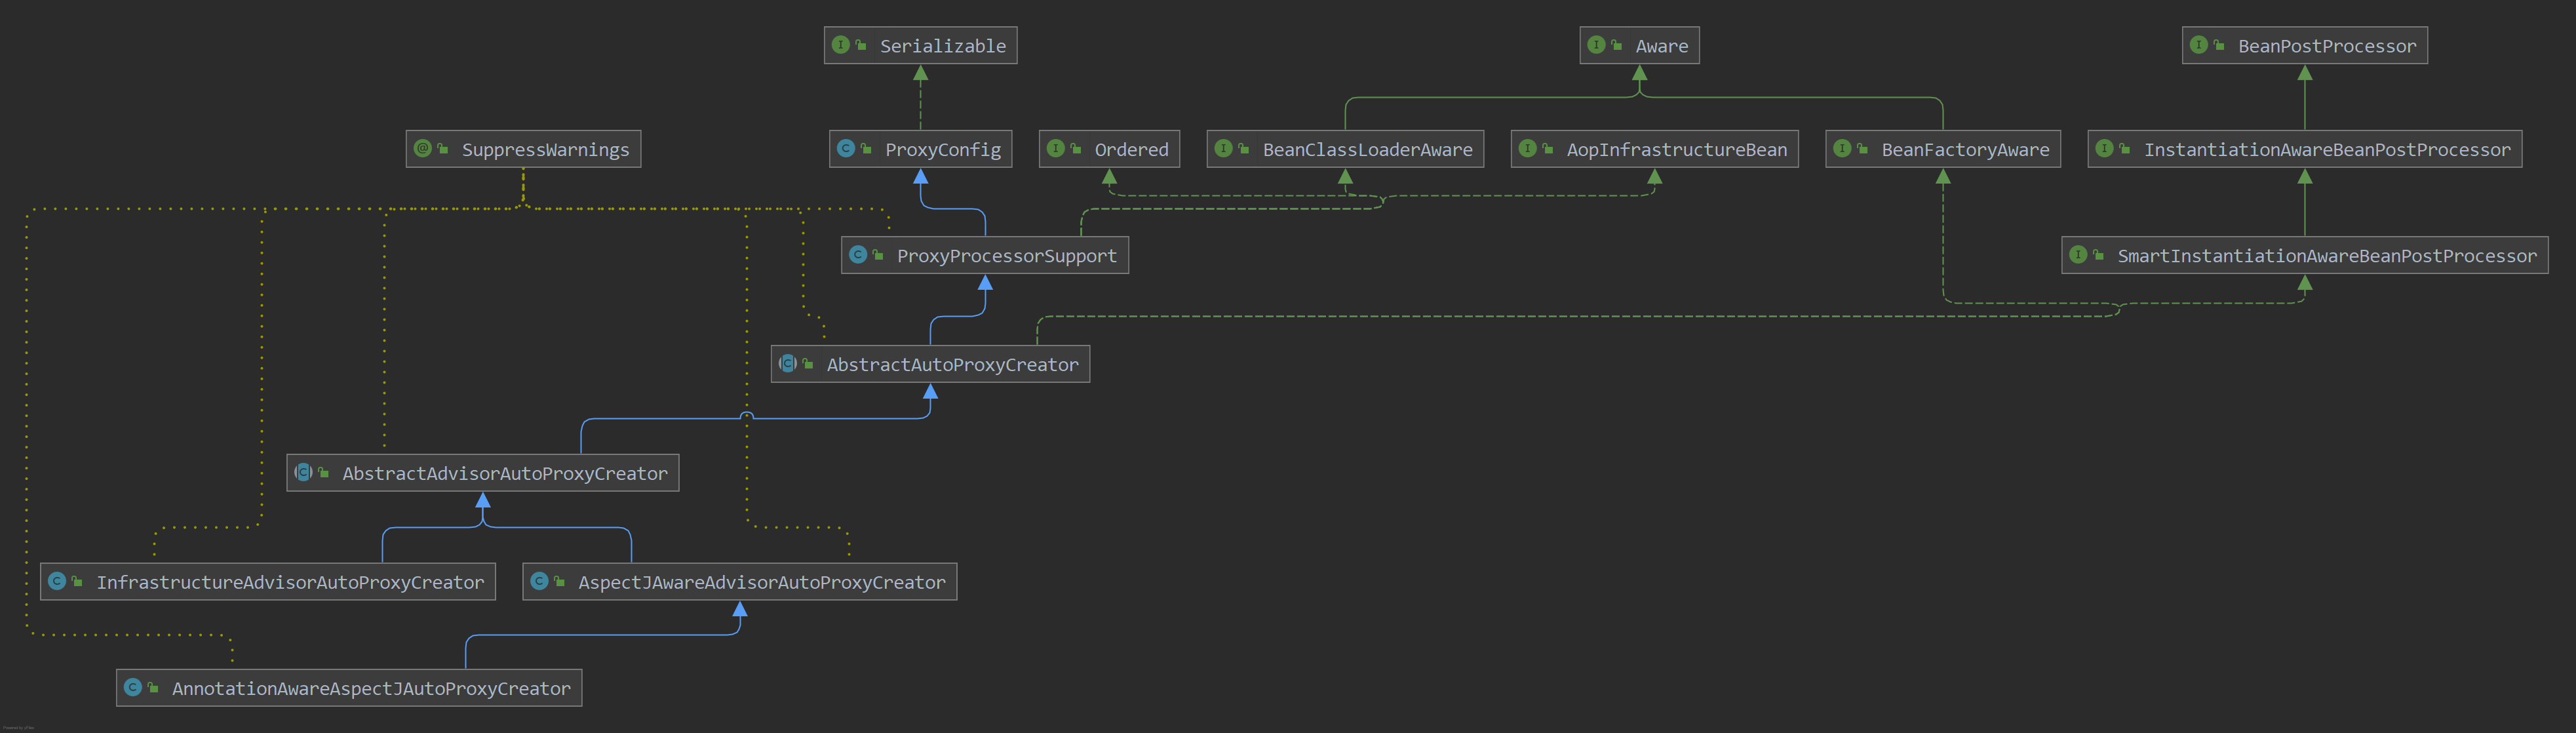 Serializable
Aware
BeanPostProcessor
SuppressWarnings
ProxyConfig
Ordered
BeanClassLoaderAware
AopInfrastructureBean
BeanFactoryAware
InstantiationAwareBeanPostProcessor
ProxyProcessorSupport
SmartInstantiationAwareBeanPostProcessor
AbstractAutoProxyCreator
AbstractAdvisorAutoProxyCreator
InfrastructureAdvisorAutoProxyCreator
AspectJAwareAdvisorAutoProxyCreator
AnnotationAwareAspectJAutoProxyCreator